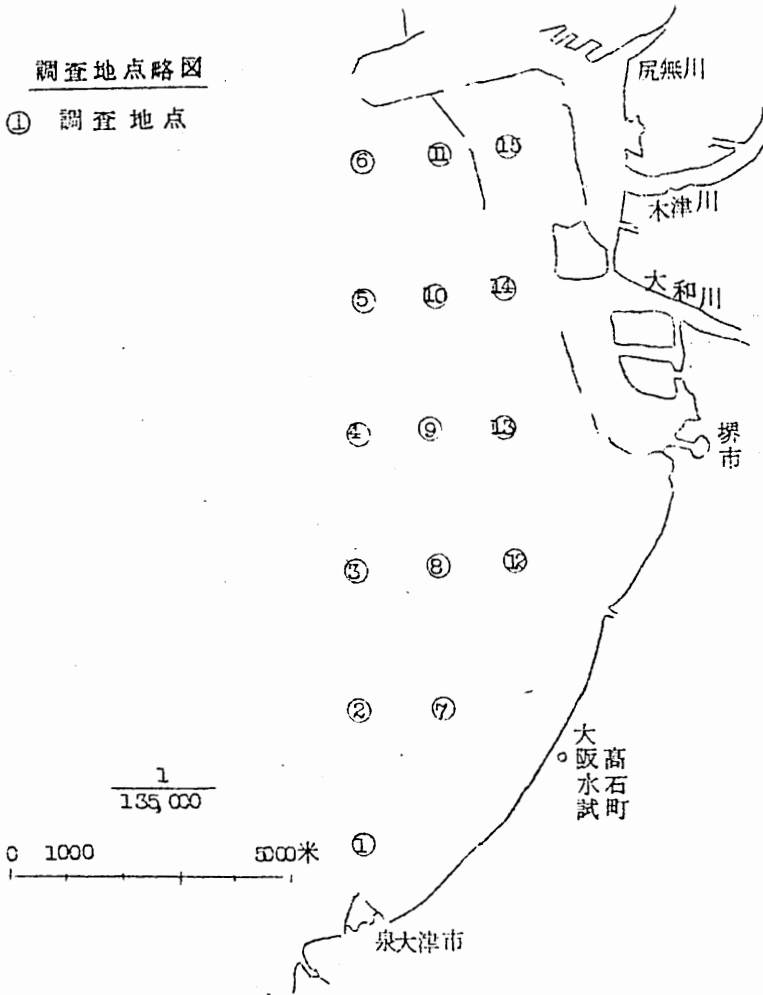 調査地点略図
① 調査地点
尻無川
⑥ ⑪ ⑮
木津川
⑤ ⑩ ⑭
大和川
④ ⑨ ⑬
堺市
③ ⑧ ⑫
② ⑦
大阪水試
高石町
1
135,000
①
0 1000 5000米
泉大津市